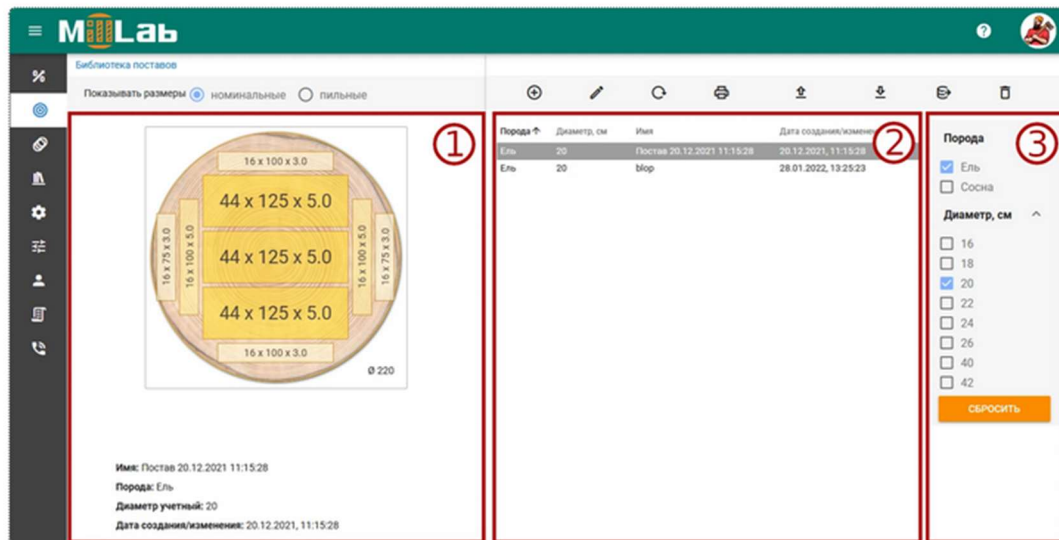 MillLab
Библиотека поставов
Показывать размеры номинальные пильные
1
16 x 100 x 3.0
44 x 125 x 5.0
44 x 125 x 5.0
44 x 125 x 5.0
16 x 75 x 3.0
16 x 100 x 5.0
16 x 100 x 5.0
16 x 75 x 3.0
16 x 100 x 3.0
Ø 220
Имя: Постав 20.12.2021 11:15:28
Порода: Ель
Диаметр учетный: 20
Дата создания/изменения: 20.12.2021, 11:15:28
2
Порода Диаметр, см Имя Дата создания/изменен
Ель 20 Постав 20.12.2021 11:15:28 20.12.2021, 11:15:28
Ель 20 blop 28.01.2022, 13:25:23
3
Порода
Ель
Сосна
Диаметр, см
16
18
20
22
24
26
40
42
СБРОСИТЬ